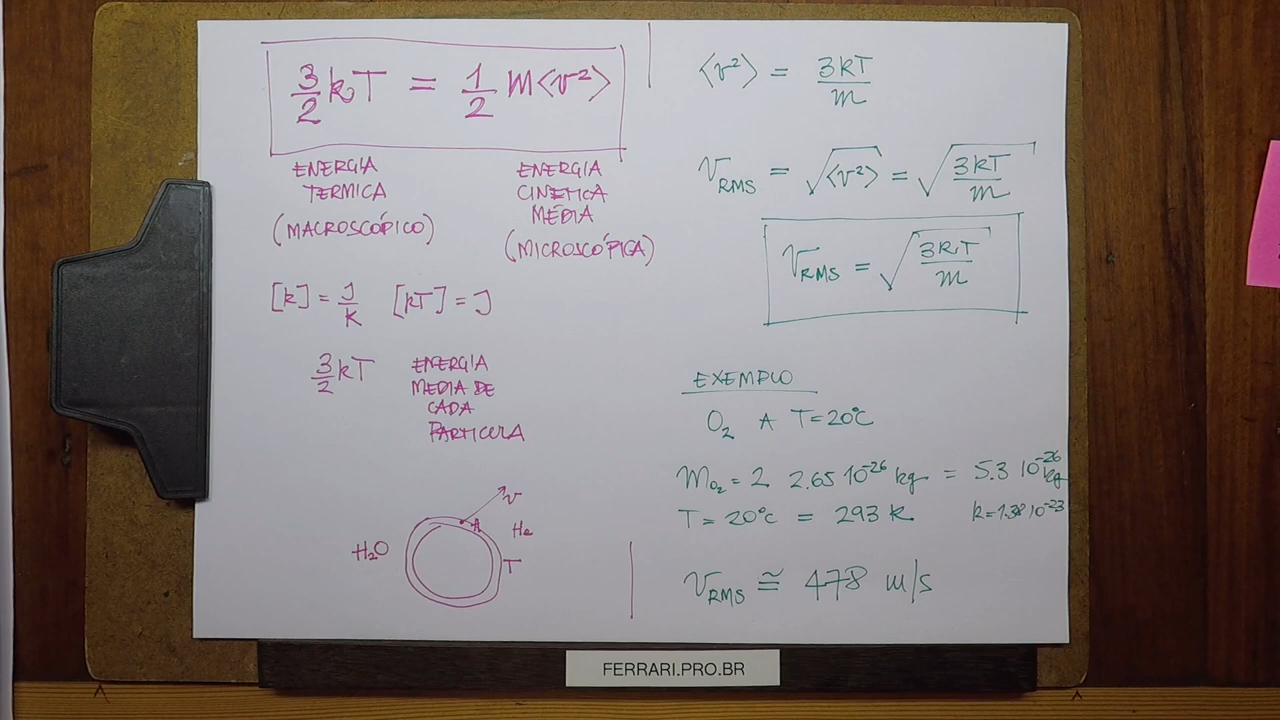 3/2 kT = 1/2 m⟨v²⟩
ENERGIA
TERMICA
(MACROSCÓPICO)
ENERGIA
CINETICA
MÉDIA
(MICROSCÓPICA)
[k] = J/K [kT] = J
3/2 kT
ENERGIA
MEDIA DE
CADA
PARTICULA
v
A
He
H₂O
T
⟨v²⟩ = 3kT/m
v_RMS = √⟨v²⟩ = √(3kT/m)
v_RMS = √(3kT/m)
EXEMPLO
O₂ A T = 20°C
m_O₂ = 2 2.65 10⁻²⁶ kg = 5.3 10⁻²⁶ kg
T = 20°C = 293 k k = 1.38 10⁻²³
v_RMS ≅ 478 m/s
FERRARI.PRO.BR